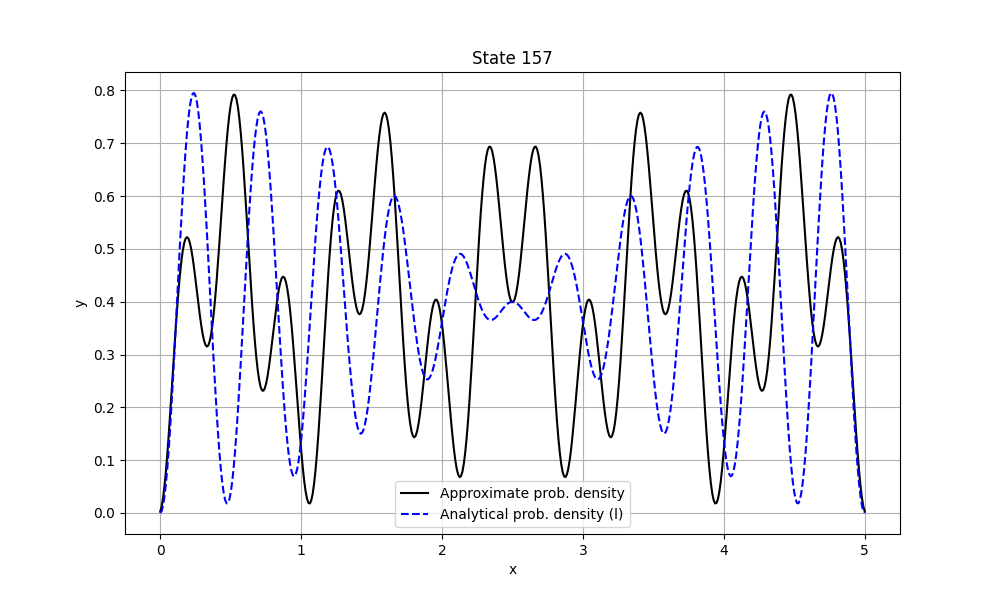 State 157
y
0.8
0.7
0.6
0.5
0.4
0.3
0.2
0.1
0.0
Approximate prob. density
Analytical prob. density (l)
0 1 2 3 4 5
x